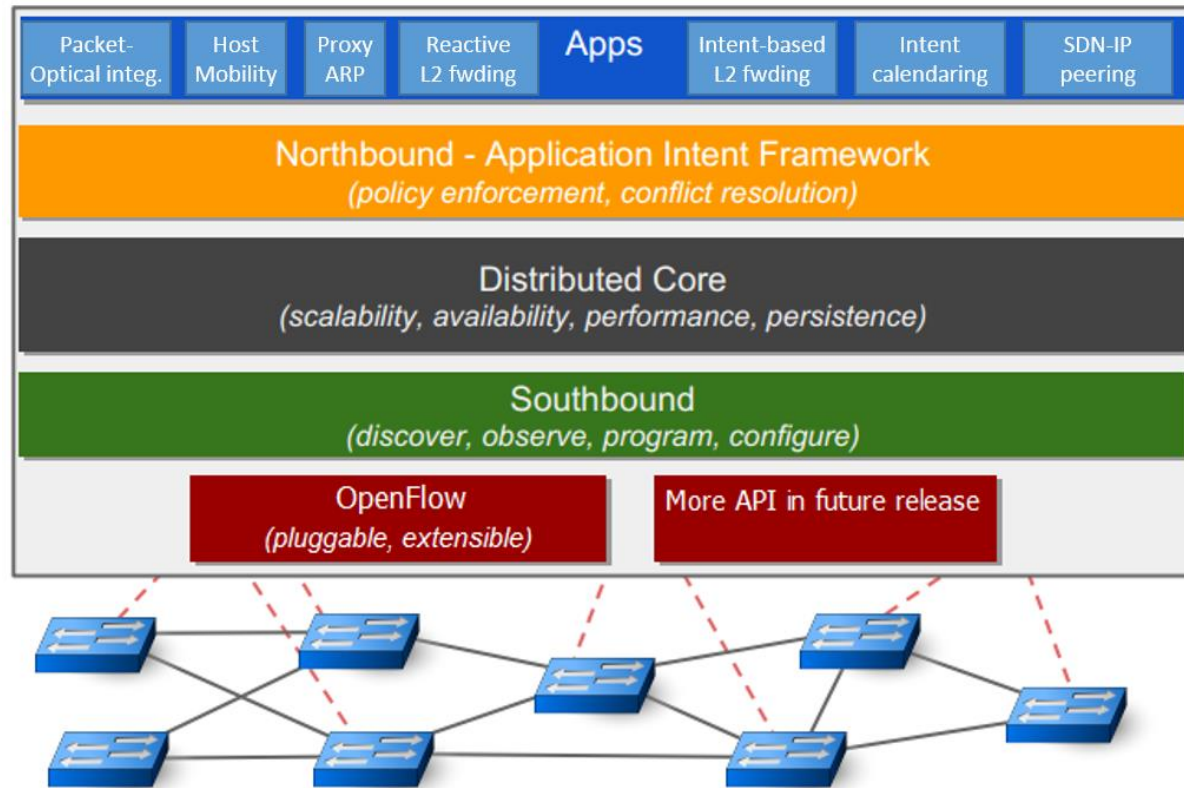 Packet-
Optical integ.
Host
Mobility
Proxy
ARP
Reactive
L2 fwding
Apps
Intent-based
L2 fwding
Intent
calendaring
SDN-IP
peering
Northbound - Application Intent Framework
(policy enforcement, conflict resolution)
Distributed Core
(scalability, availability, performance, persistence)
Southbound
(discover, observe, program, configure)
OpenFlow
(pluggable, extensible)
More API in future release